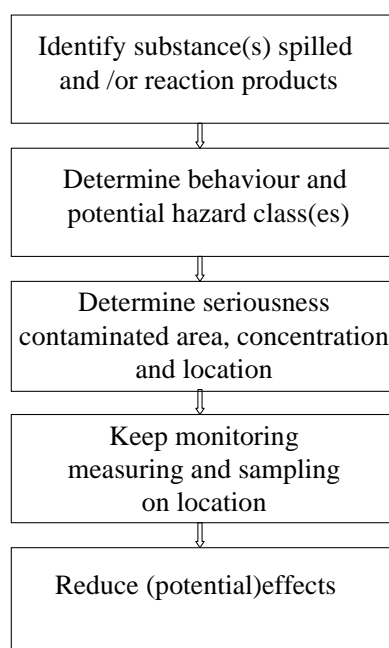 Identify substance(s) spilled
and /or reaction products
Determine behaviour and
potential hazard class(es)
Determine seriousness
contaminated area, concentration
and location
Keep monitoring
measuring and sampling
on location
Reduce (potential)effects